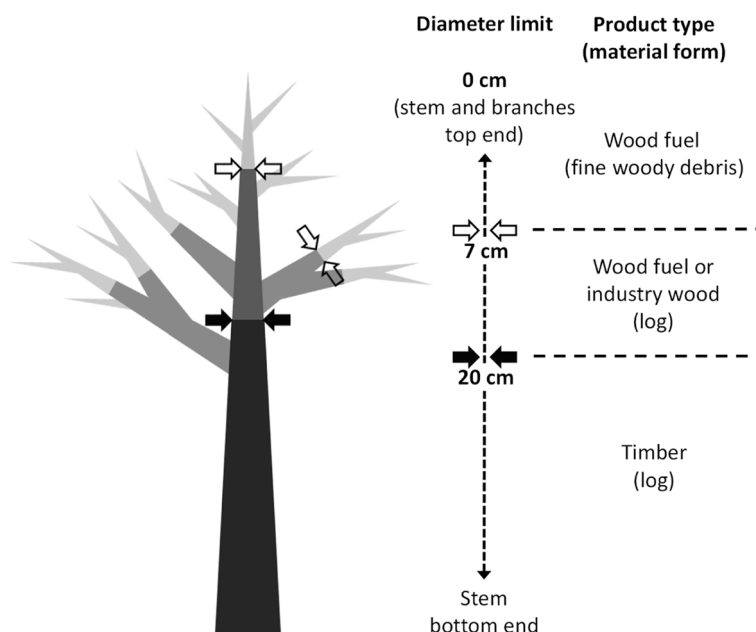 Diameter limit
Product type
(material form)
0 cm
(stem and branches
top end)
Wood fuel
(fine woody debris)
7 cm
Wood fuel or
industry wood
(log)
20 cm
Timber
(log)
Stem
bottom end